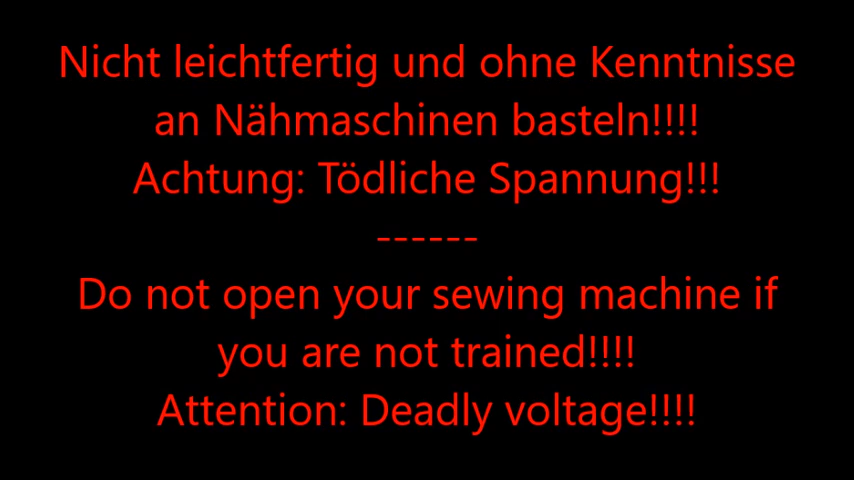 Nicht leichtfertig und ohne Kenntnisse
an Nähmaschinen basteln!!!!
Achtung: Tödliche Spannung!!!
------
Do not open your sewing machine if
you are not trained!!!!
Attention: Deadly voltage!!!!